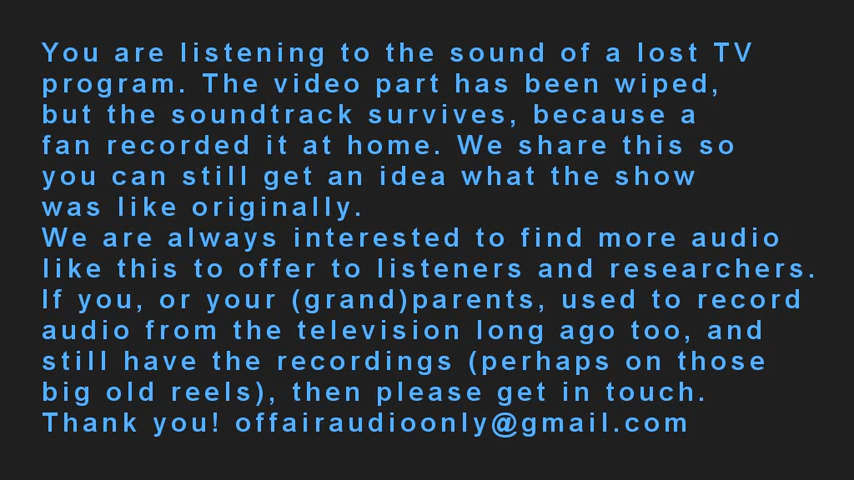 You are listening to the sound of a lost TV
program. The video part has been wiped,
but the soundtrack survives, because a
fan recorded it at home. We share this so
you can still get an idea what the show
was like originally.
We are always interested to find more audio
like this to offer to listeners and researchers.
If you, or your (grand)parents, used to record
audio from the television long ago too, and
still have the recordings (perhaps on those
big old reels), then please get in touch.
Thank you! offairaudioonly@gmail.com